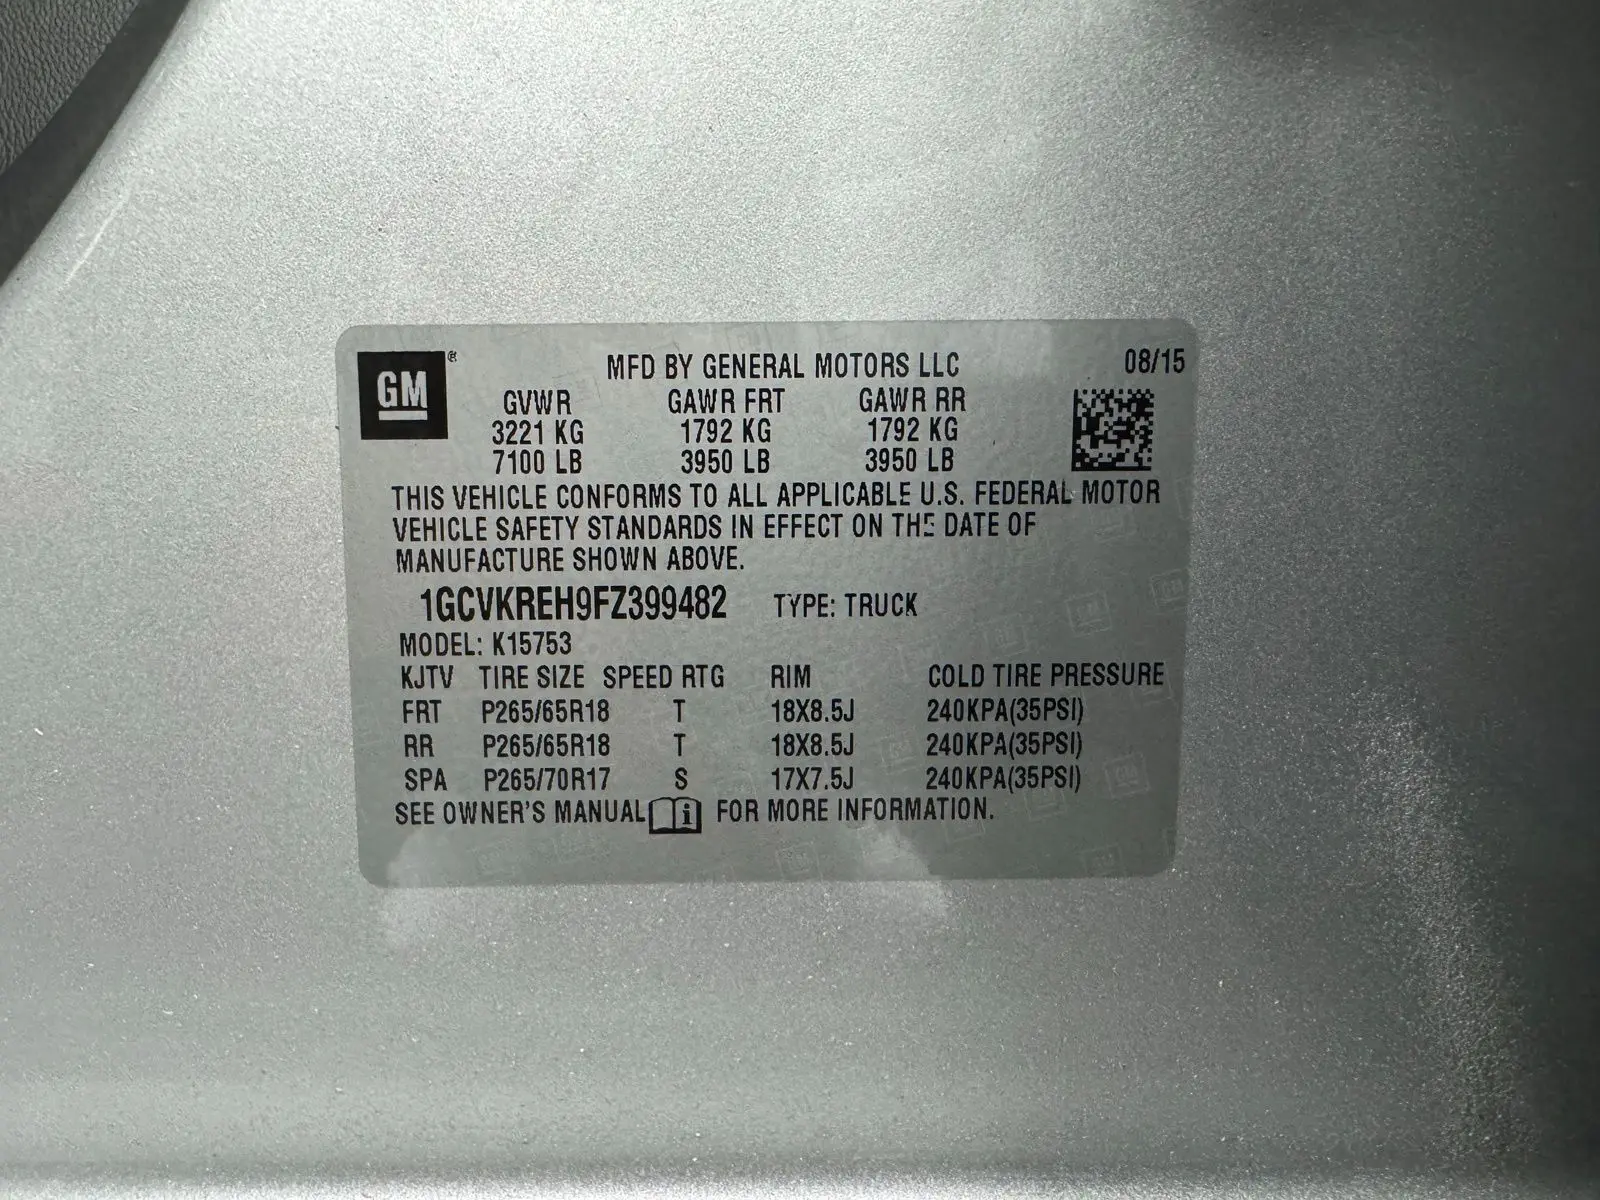 GM®
MFD BY GENERAL MOTORS LLC 08/15
GVWR GAWR FRT GAWR RR
3221 KG 1792 KG 1792 KG
7100 LB 3950 LB 3950 LB
THIS VEHICLE CONFORMS TO ALL APPLICABLE U.S. FEDERAL MOTOR
VEHICLE SAFETY STANDARDS IN EFFECT ON THE DATE OF
MANUFACTURE SHOWN ABOVE.
1GCVKREH9FZ399482 TYPE: TRUCK
MODEL: K15753
KJTV TIRE SIZE SPEED RTG RIM COLD TIRE PRESSURE
FRT P265/65R18 T 18X8.5J 240KPA(35PSI)
RR P265/65R18 T 18X8.5J 240KPA(35PSI)
SPA P265/70R17 S 17X7.5J 240KPA(35PSI)
SEE OWNER'S MANUAL i FOR MORE INFORMATION.